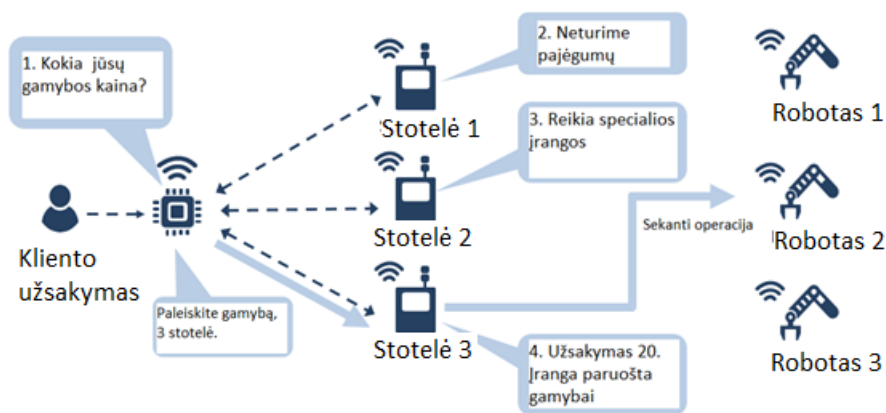 1. Kokia jūsų
gamybos kaina?
2. Neturime
pajėgumų
Stotelė 1
Robotas 1
3. Reikia specialios
įrangos
Stotelė 2
Sekanti operacija
Robotas 2
Kliento
užsakymas
Paleiskite gamybą,
3 stotelė.
Stotelė 3
4. Užsakymas 20.
Įranga paruošta
gamybai
Robotas 3